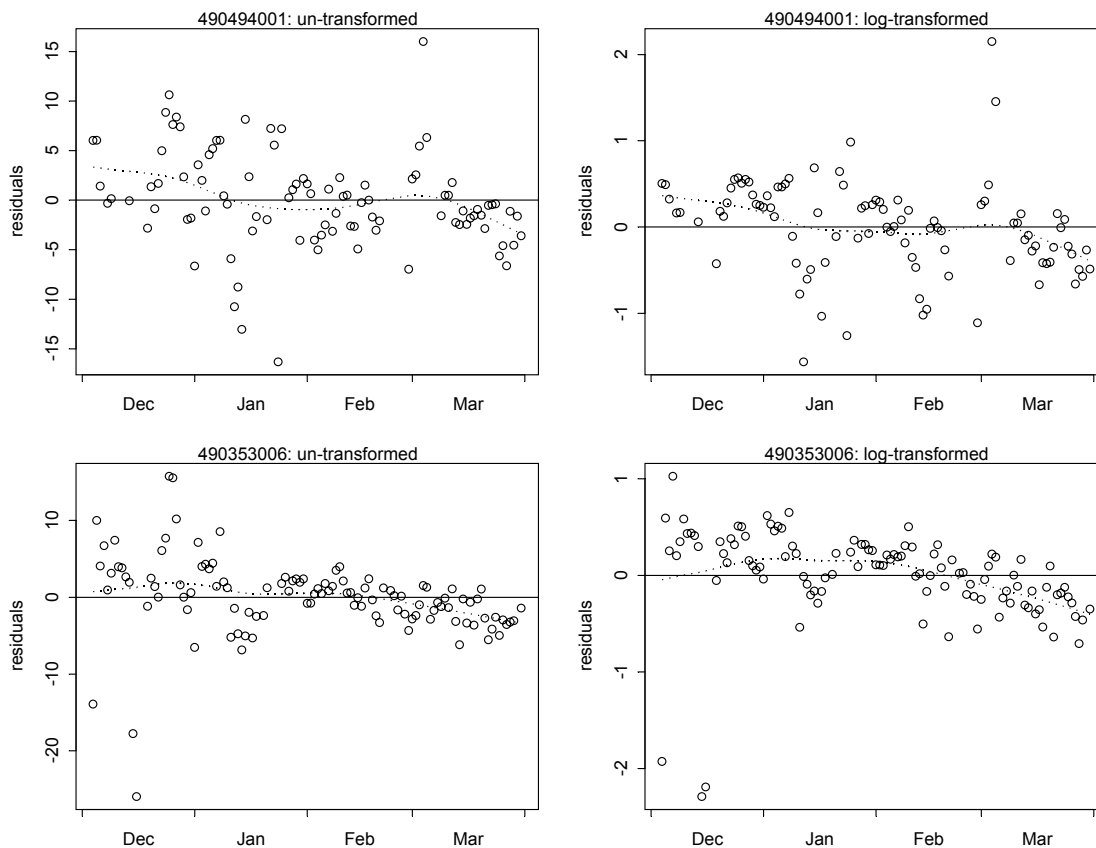 490494001: un-transformed
residuals
15
10
5
0
-5
-10
-15
Dec Jan Feb Mar
490494001: log-transformed
residuals
2
1
0
-1
Dec Jan Feb Mar
490353006: un-transformed
residuals
10
0
-10
-20
Dec Jan Feb Mar
490353006: log-transformed
residuals
1
0
-1
-2
Dec Jan Feb Mar